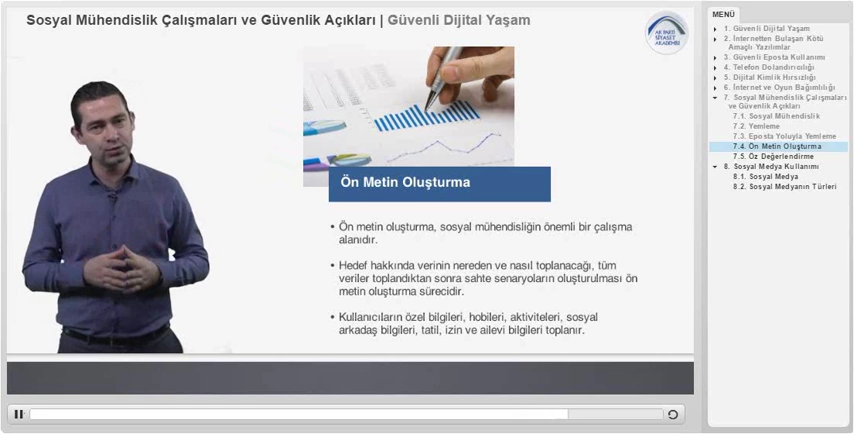 Sosyal Mühendislik Çalışmaları ve Güvenlik Açıkları | Güvenli Dijital Yaşam
AK PARTİ
SİYASET
AKADEMİSİ
Ön Metin Oluşturma
• Ön metin oluşturma, sosyal mühendisliğin önemli bir çalışma
alanıdır.
• Hedef hakkında verinin nereden ve nasıl toplanacağı, tüm
veriler toplandıktan sonra sahte senaryoların oluşturulması ön
metin oluşturma sürecidir.
• Kullanıcıların özel bilgileri, hobileri, aktiviteleri, sosyal
arkadaş bilgileri, tatil, izin ve ailevi bilgileri toplanır.
MENÜ
1. Güvenli Dijital Yaşam
2. İnternetten Bulaşan Kötü
Amaçlı Yazılımlar
3. Güvenli Eposta Kullanımı
4. Telefon Dolandırıcılığı
5. Dijital Kimlik Hırsızlığı
6. İnternet ve Oyun Bağımlılığı
7. Sosyal Mühendislik Çalışmaları
ve Güvenlik Açıkları
7.1. Sosyal Mühendislik
7.2. Yemleme
7.3. Eposta Yoluyla Yemleme
7.4. Ön Metin Oluşturma
7.5. Öz Değerlendirme
8. Sosyal Medya Kullanımı
8.1. Sosyal Medya
8.2. Sosyal Medyanın Türleri